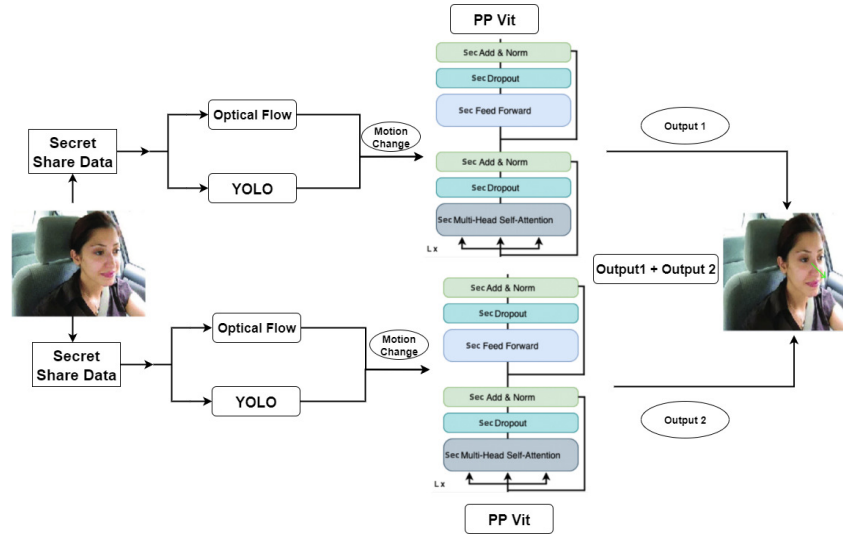 PP Vit
Sec Add & Norm
Sec Dropout
Sec Feed Forward
Sec Add & Norm
Sec Dropout
Sec Multi-Head Self-Attention
L x
Secret
Share Data
Optical Flow
YOLO
Motion
Change
Output 1
Output1 + Output 2
Secret
Share Data
Optical Flow
YOLO
Motion
Change
Sec Add & Norm
Sec Dropout
Sec Feed Forward
Sec Add & Norm
Sec Dropout
Sec Multi-Head Self-Attention
L x
Output 2
PP Vit